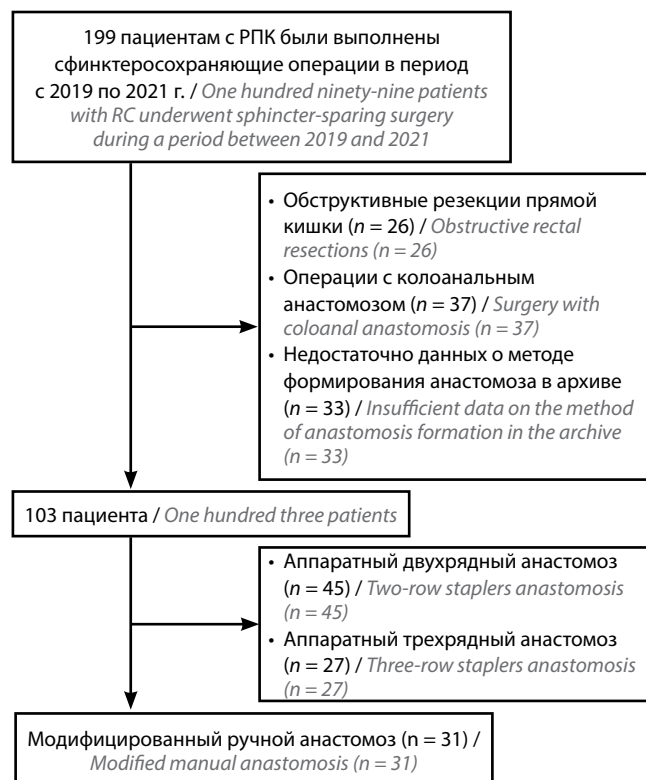 199 пациентам с РПК были выполнены
сфинктеросохраняющие операции в период
с 2019 по 2021 г. / One hundred ninety-nine patients
with RC underwent sphincter-sparing surgery
during a period between 2019 and 2021
• Обструктивные резекции прямой
кишки (n = 26) / Obstructive rectal
resections (n = 26)
• Операции с колоанальным
анастомозом (n = 37) / Surgery with
coloanal anastomosis (n = 37)
• Недостаточно данных о методе
формирования анастомоза в архиве
(n = 33) / Insufficient data on the method
of anastomosis formation in the archive
(n = 33)
103 пациента / One hundred three patients
• Аппаратный двухрядный анастомоз
(n = 45) / Two-row staplers anastomosis
(n = 45)
• Аппаратный трехрядный анастомоз
(n = 27) / Three-row staplers anastomosis
(n = 27)
Модифицированный ручной анастомоз (n = 31) /
Modified manual anastomosis (n = 31)